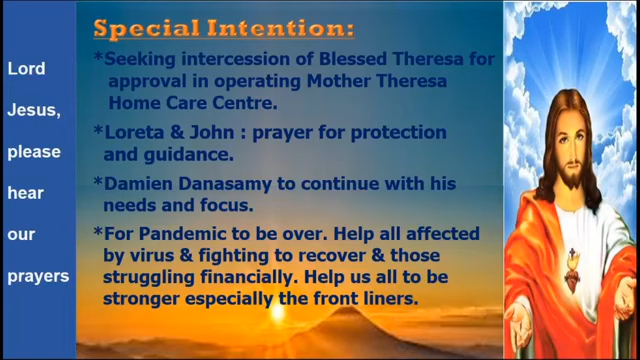 Special Intention:
Lord
Jesus,
please
hear
our
prayers
*Seeking intercession of Blessed Theresa for
approval in operating Mother Theresa
Home Care Centre.
*Loreta & John : prayer for protection
and guidance.
*Damien Danasamy to continue with his
needs and focus.
*For Pandemic to be over. Help all affected
by virus & fighting to recover & those
struggling financially. Help us all to be
stronger especially the front liners.